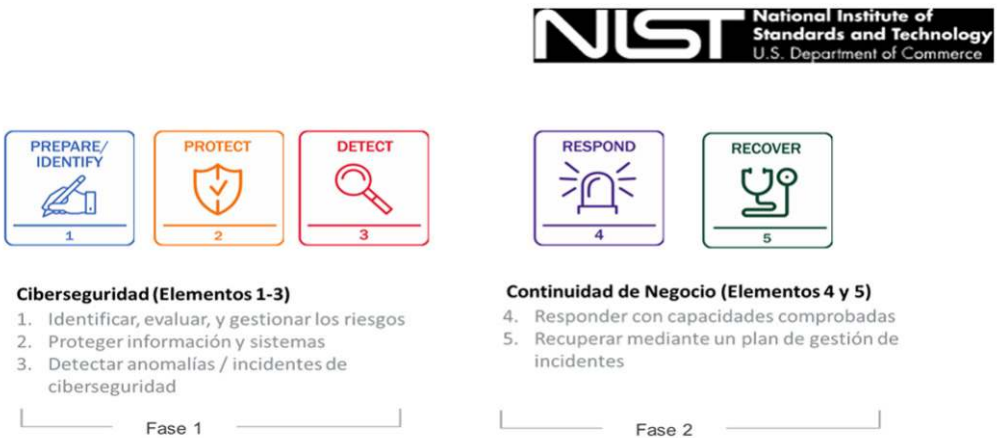 NIST
National Institute of
Standards and Technology
U.S. Department of Commerce
PREPARE/
IDENTIFY
1
PROTECT
2
DETECT
3
RESPOND
4
RECOVER
5
Ciberseguridad (Elementos 1-3)
1. Identificar, evaluar, y gestionar los riesgos
2. Proteger información y sistemas
3. Detectar anomalías / incidentes de
ciberseguridad
Fase 1
Continuidad de Negocio (Elementos 4 y 5)
4. Responder con capacidades comprobadas
5. Recuperar mediante un plan de gestión de
incidentes
Fase 2